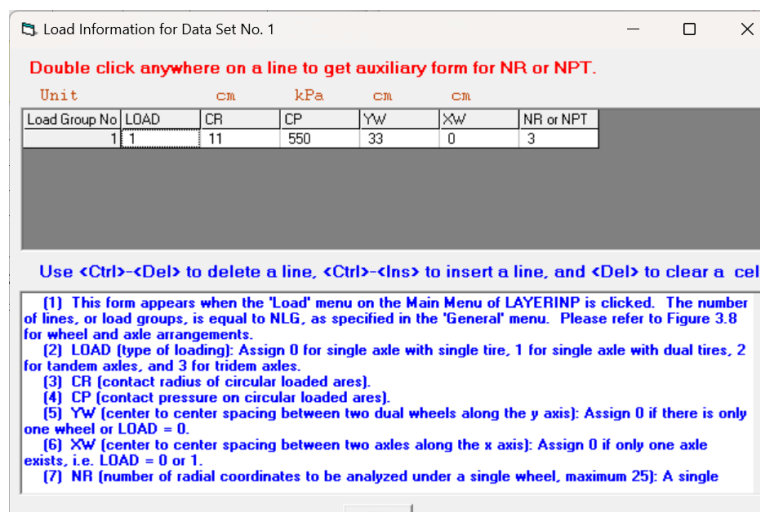 Load Information for Data Set No. 1
Double click anywhere on a line to get auxiliary form for NR or NPT.
Unit cm kPa cm cm
Load Group No LOAD CR CP YW XW NR or NPT
1 1 11 550 33 0 3
Use <Ctrl>-<Del> to delete a line, <Ctrl>-<Ins> to insert a line, and <Del> to clear a cel
(1) This form appears when the 'Load' menu on the Main Menu of LAYERINP is clicked. The number
of lines, or load groups, is equal to NLG, as specified in the 'General' menu. Please refer to Figure 3.8
for wheel and axle arrangements.
(2) LOAD (type of loading): Assign 0 for single axle with single tire, 1 for single axle with dual tires, 2
for tandem axles, and 3 for tridem axles.
(3) CR (contact radius of circular loaded ares).
(4) CP (contact pressure on circular loaded ares).
(5) YW (center to center spacing between two dual wheels along the y axis): Assign 0 if there is only
one wheel or LOAD = 0.
(6) XW (center to center spacing between two axles along the x axis): Assign 0 if only one axle
exists, i.e. LOAD = 0 or 1.
(7) NR (number of radial coordinates to be analyzed under a single wheel, maximum 25): A single